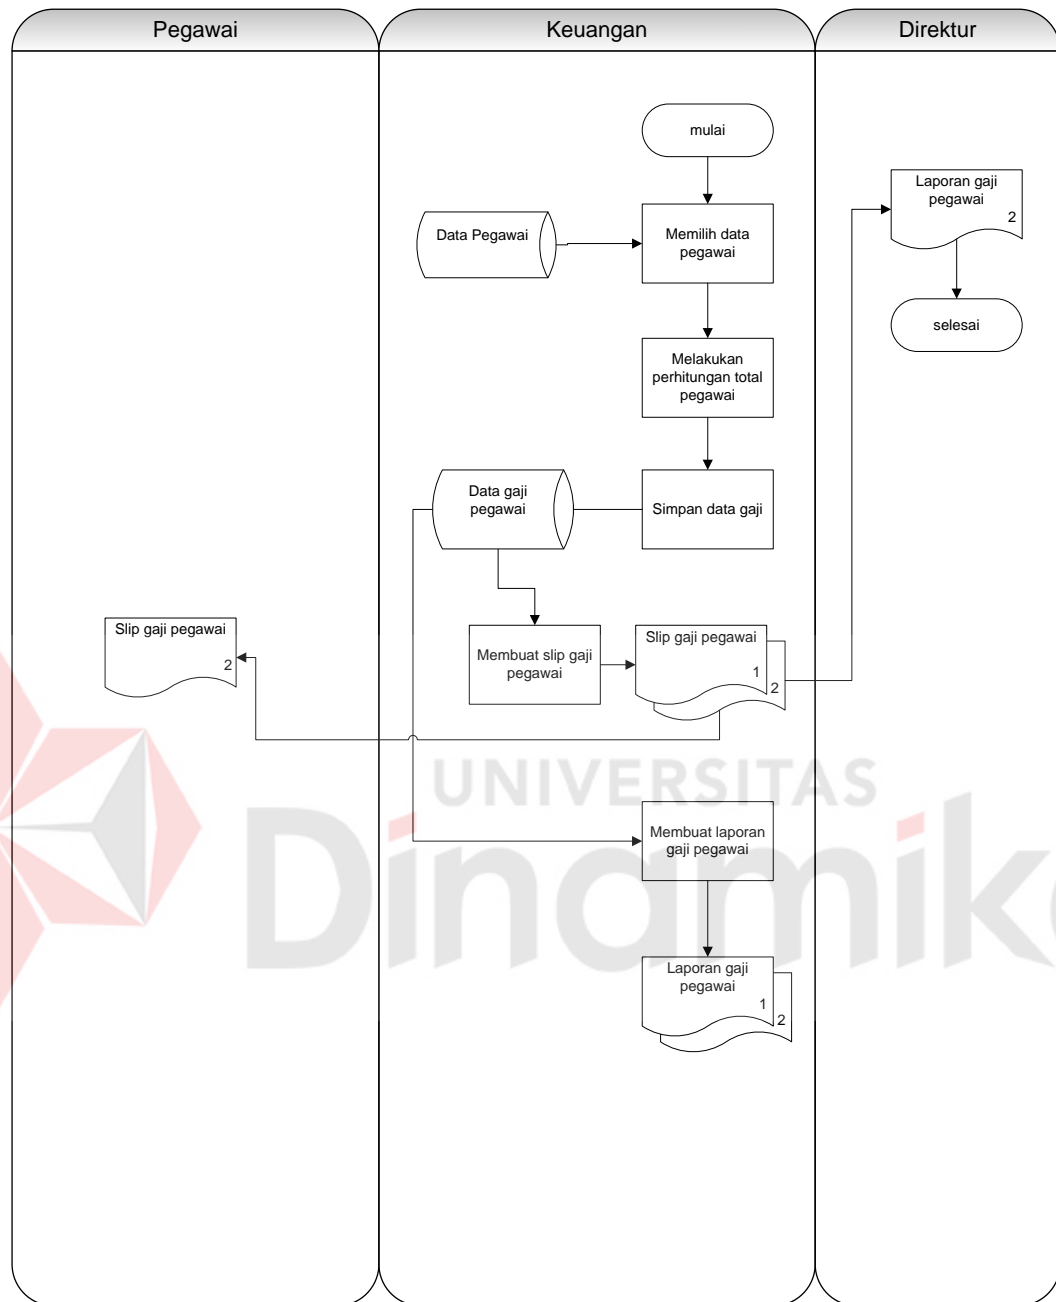 Pegawai
Keuangan
Direktur
mulai
Laporan gaji
pegawai
2
Data Pegawai
Memilih data
pegawai
selesai
Melakukan
perhitungan total
pegawai
Data gaji
pegawai
Simpan data gaji
Slip gaji pegawai
2
Membuat slip gaji
pegawai
Slip gaji pegawai
1
2
UNIVERSITAS
Dinamika
Membuat laporan
gaji pegawai
Laporan gaji
pegawai
1
2